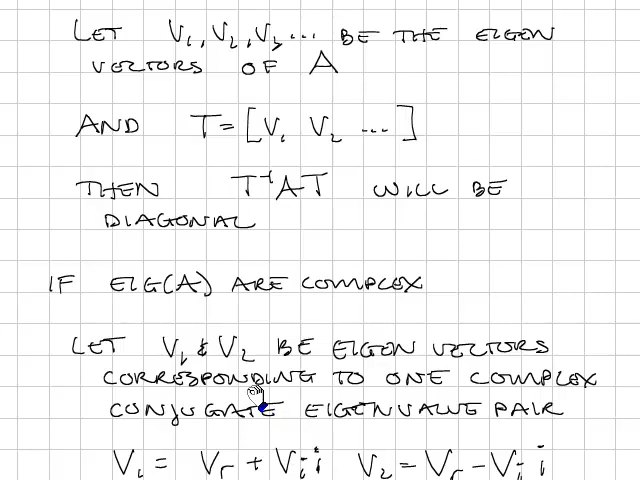 LET V₁, V₂, V₃ ... BE THE EIGEN
VECTORS OF A
AND T = [V₁ V₂ ...]
THEN T⁻¹AT WILL BE
DIAGONAL
IF EIG(A) ARE COMPLEX
LET V₁ & V₂ BE EIGEN VECTORS
CORRESPONDING TO ONE COMPLEX
CONJUGATE EIGENVALUE PAIR
V₁ = Vᵣ + Vᵢ i V₂ = Vᵣ - Vᵢ i